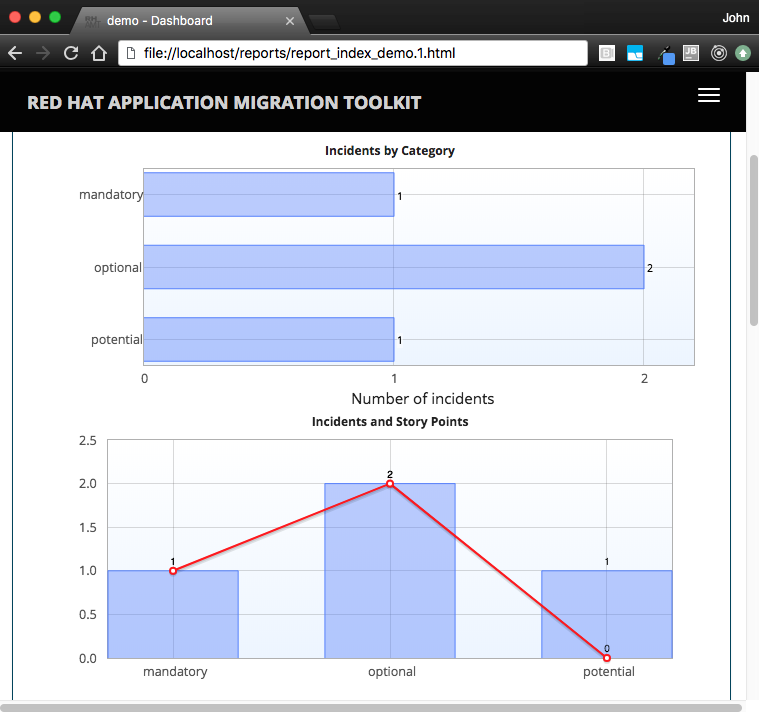 demo - Dashboard
John
file://localhost/reports/report_index_demo.1.html
RED HAT APPLICATION MIGRATION TOOLKIT
Incidents by Category
mandatory
1
optional
2
potential
1
0 1 2
Number of incidents
Incidents and Story Points
2.5
2
2.0
1.5
1 1
1.0
0.5
0
0.0
mandatory optional potential